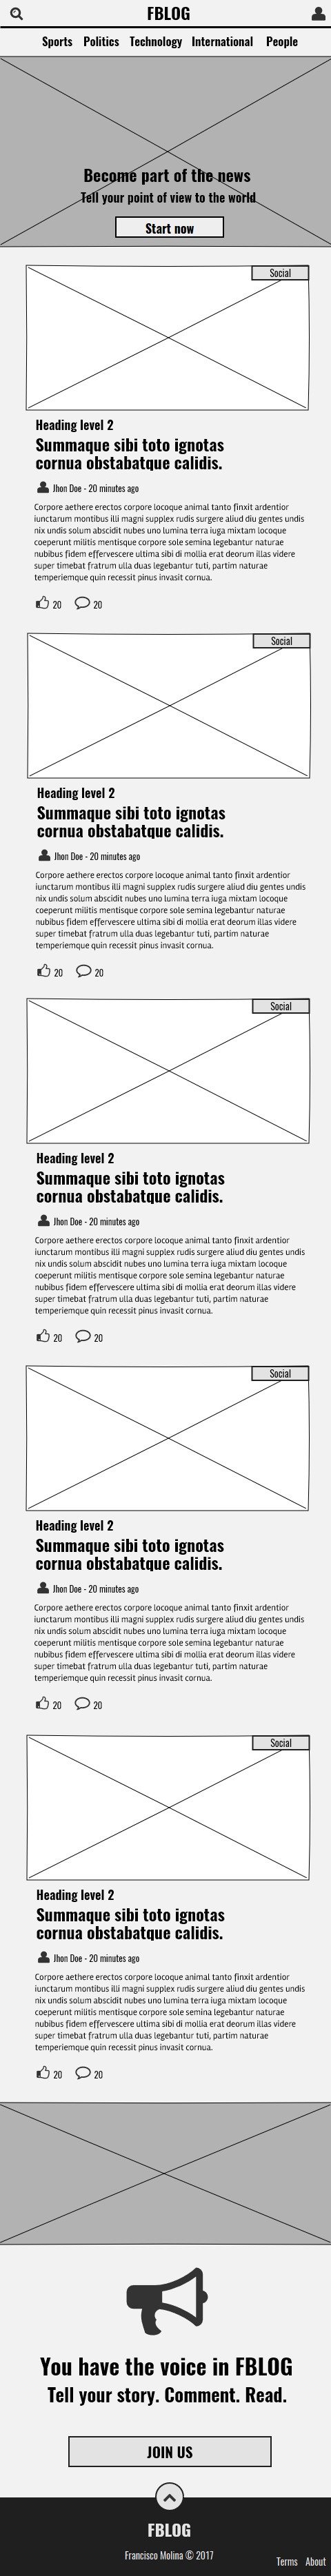 FBLOG
Sports Politics Technology International People
Become part of the news
Tell your point of view to the world
Start now
Social
Heading level 2
Summaque sibi toto ignotas
cornua obstabatque calidis.
Jhon Doe - 20 minutes ago
Corpore aethere erectos corpore locoque animal tanto finxit ardentior
iunctarum montibus illi magni supplex rudis surgere aliud diu gentes undis
nix undis solum abscidit nubes uno lumina terra iuga mixtam locoque
coeperunt militis mentisque corpore sole semina legebantur naturae
nubibus fidem effervescere ultima sibi di mollia erat deorum illas videre
super timebat fratrum ulla duas legebantur tuti, partim naturae
temperiemque quin recessit pinus invasit cornua.
20 20
Social
Heading level 2
Summaque sibi toto ignotas
cornua obstabatque calidis.
Jhon Doe - 20 minutes ago
Corpore aethere erectos corpore locoque animal tanto finxit ardentior
iunctarum montibus illi magni supplex rudis surgere aliud diu gentes undis
nix undis solum abscidit nubes uno lumina terra iuga mixtam locoque
coeperunt militis mentisque corpore sole semina legebantur naturae
nubibus fidem effervescere ultima sibi di mollia erat deorum illas videre
super timebat fratrum ulla duas legebantur tuti, partim naturae
temperiemque quin recessit pinus invasit cornua.
20 20
Social
Heading level 2
Summaque sibi toto ignotas
cornua obstabatque calidis.
Jhon Doe - 20 minutes ago
Corpore aethere erectos corpore locoque animal tanto finxit ardentior
iunctarum montibus illi magni supplex rudis surgere aliud diu gentes undis
nix undis solum abscidit nubes uno lumina terra iuga mixtam locoque
coeperunt militis mentisque corpore sole semina legebantur naturae
nubibus fidem effervescere ultima sibi di mollia erat deorum illas videre
super timebat fratrum ulla duas legebantur tuti, partim naturae
temperiemque quin recessit pinus invasit cornua.
20 20
Social
Heading level 2
Summaque sibi toto ignotas
cornua obstabatque calidis.
Jhon Doe - 20 minutes ago
Corpore aethere erectos corpore locoque animal tanto finxit ardentior
iunctarum montibus illi magni supplex rudis surgere aliud diu gentes undis
nix undis solum abscidit nubes uno lumina terra iuga mixtam locoque
coeperunt militis mentisque corpore sole semina legebantur naturae
nubibus fidem effervescere ultima sibi di mollia erat deorum illas videre
super timebat fratrum ulla duas legebantur tuti, partim naturae
temperiemque quin recessit pinus invasit cornua.
20 20
Social
Heading level 2
Summaque sibi toto ignotas
cornua obstabatque calidis.
Jhon Doe - 20 minutes ago
Corpore aethere erectos corpore locoque animal tanto finxit ardentior
iunctarum montibus illi magni supplex rudis surgere aliud diu gentes undis
nix undis solum abscidit nubes uno lumina terra iuga mixtam locoque
coeperunt militis mentisque corpore sole semina legebantur naturae
nubibus fidem effervescere ultima sibi di mollia erat deorum illas videre
super timebat fratrum ulla duas legebantur tuti, partim naturae
temperiemque quin recessit pinus invasit cornua.
20 20
You have the voice in FBLOG
Tell your story. Comment. Read.
JOIN US
FBLOG
Francisco Molina © 2017
Terms About